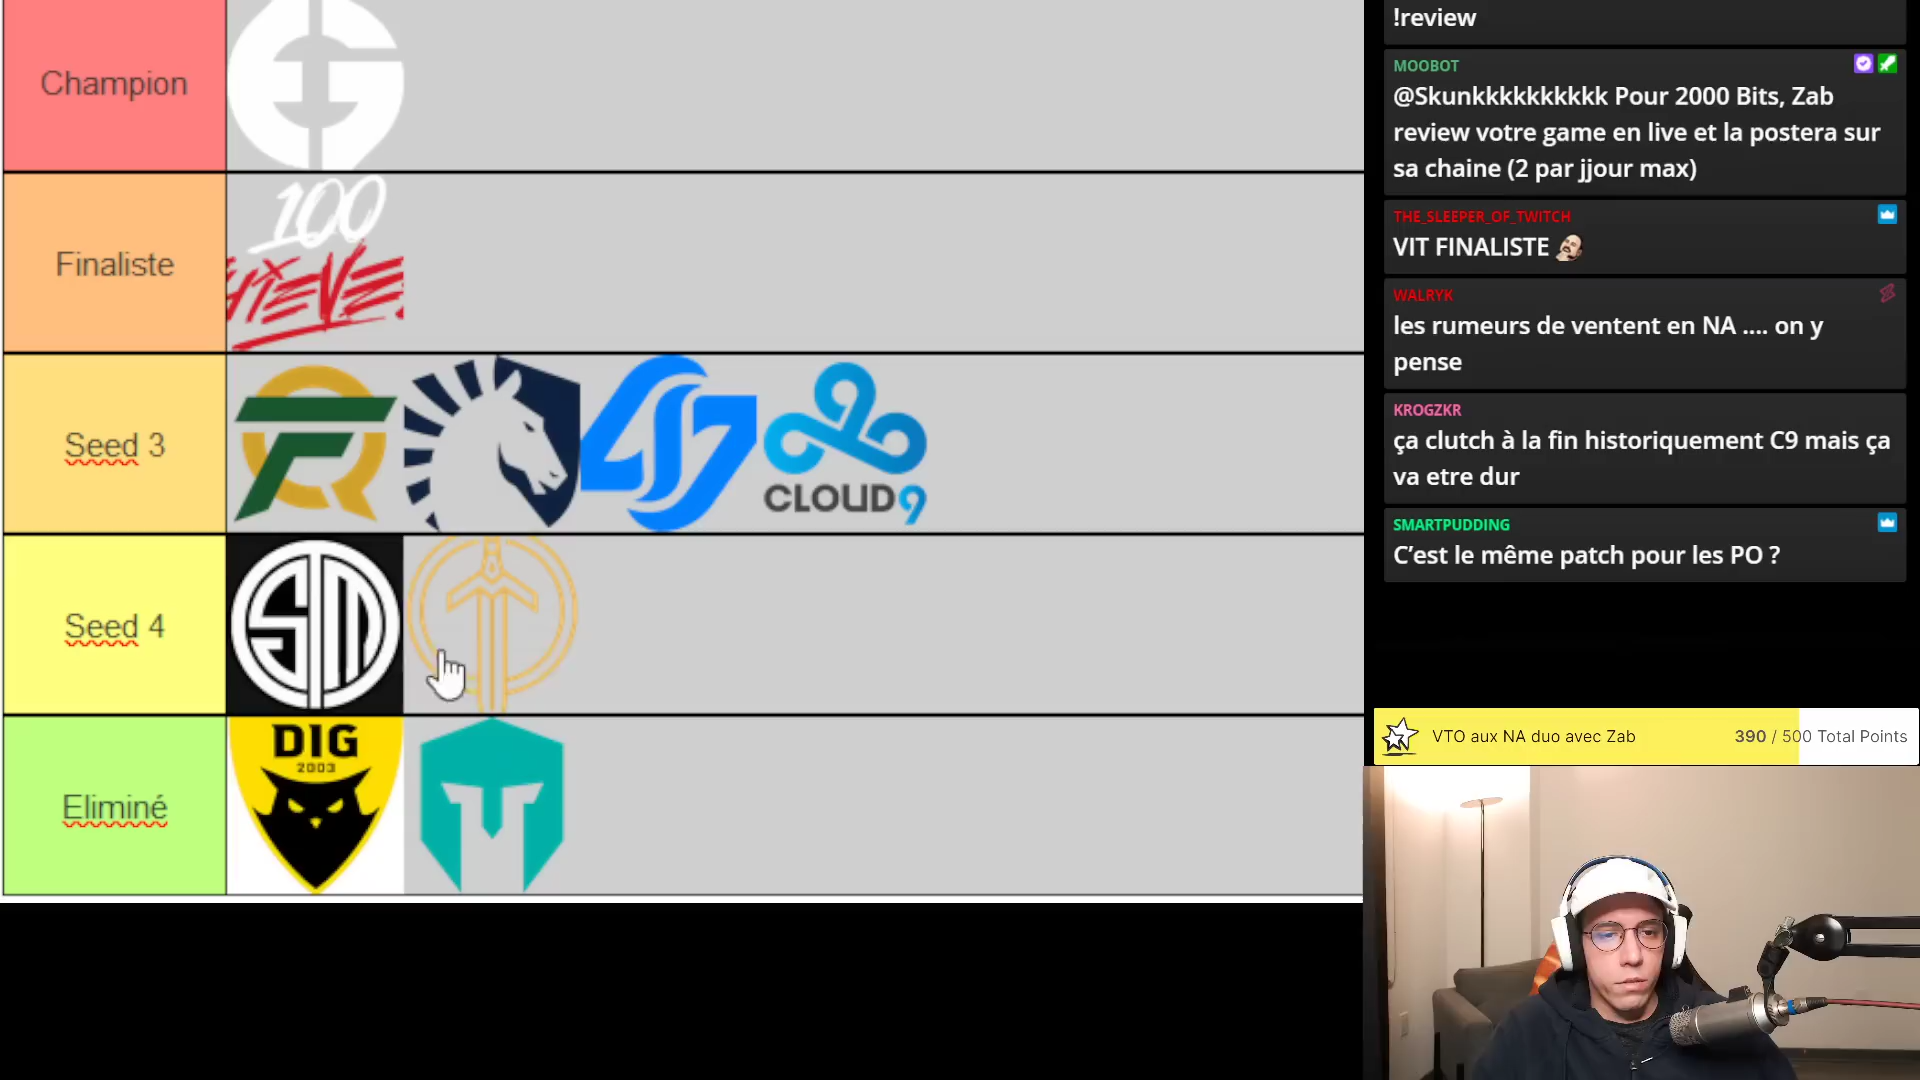 Champion
Finaliste
100
THIEVE
Seed 3
CLOUD9
Seed 4
Eliminé
DIG
2003
!review
MOOBOT
@Skunkkkkkkkkkk Pour 2000 Bits, Zab
review votre game en live et la postera sur
sa chaine (2 par jjour max)
THE_SLEEPER_OF_TWITCH
VIT FINALISTE
WALRYK
les rumeurs de ventent en NA .... on y
pense
KROGZKR
ça clutch à la fin historiquement C9 mais ça
va etre dur
SMARTPUDDING
C’est le même patch pour les PO ?
VTO aux NA duo avec Zab
390 / 500 Total Points